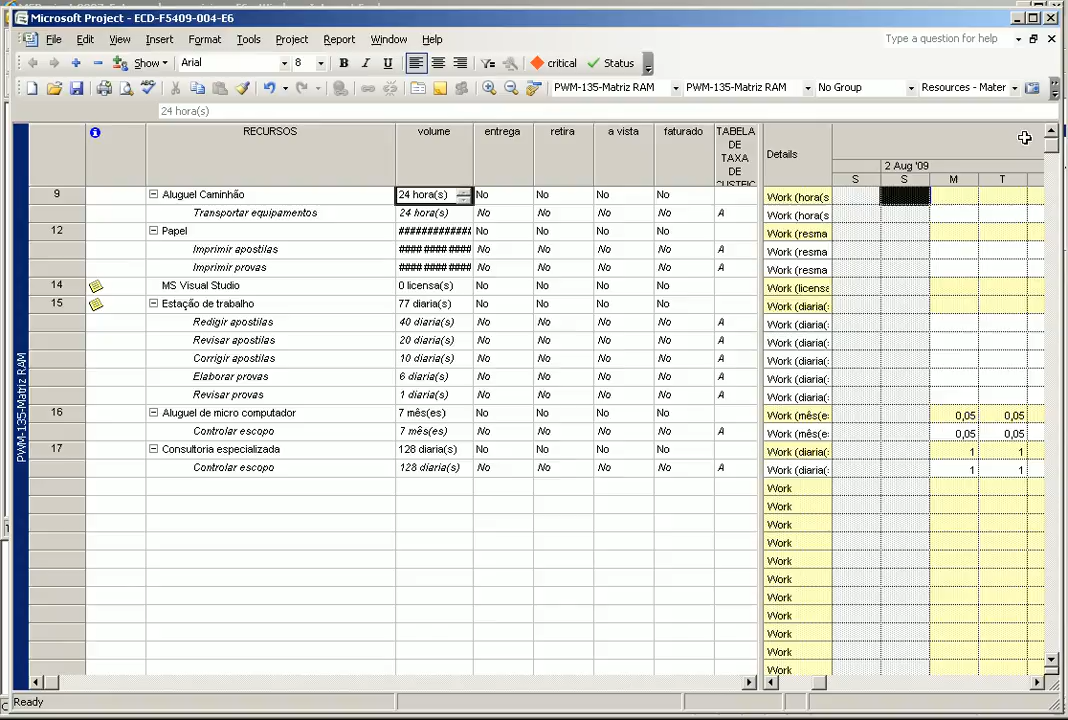 Microsoft Project - ECD-F5409-004-E6
File Edit View Insert Format Tools Project Report Window Help
Type a question for help
Show Arial 8 B I U critical Status
PWM-135-Matriz RAM PWM-135-Matriz RAM No Group Resources - Mater
24 hora(s)
RECURSOS volume entrega retira a vista faturado TABELA DE TAXA DE Details
2 Aug '09
S S M T
9 Aluguel Caminhão 24 hora(s) No No No No Work (hora(s
Transportar equipamentos 24 hora(s) No No No No A Work (hora(s
12 Papel ############# No No No No Work (resma
Imprimir apostilas #### #### #### No No No No A Work (resma
Imprimir provas #### #### #### No No No No A Work (resma
14 MS Visual Studio 0 licensa(s) No No No No Work (license
15 Estação de trabalho 77 diaria(s) No No No No Work (diaria(
Redigir apostilas 40 diaria(s) No No No No A Work (diaria(
Revisar apostilas 20 diaria(s) No No No No A Work (diaria(
Corrigir apostilas 10 diaria(s) No No No No A Work (diaria(
Elaborar provas 6 diaria(s) No No No No A Work (diaria(
Revisar provas 1 diaria(s) No No No No A Work (diaria(
16 Aluguel de micro computador 7 mês(es) No No No No Work (mês(e 0,05 0,05
Controlar escopo 7 mês(es) No No No No A Work (mês(e 0,05 0,05
17 Consultoria especializada 128 diaria(s) No No No No Work (diaria( 1 1
Controlar escopo 128 diaria(s) No No No No A Work (diaria( 1 1
Work
Work
Work
Work
Work
Work
Work
Work
Work
Work
Work
PWM-135-Matriz RAM
Ready